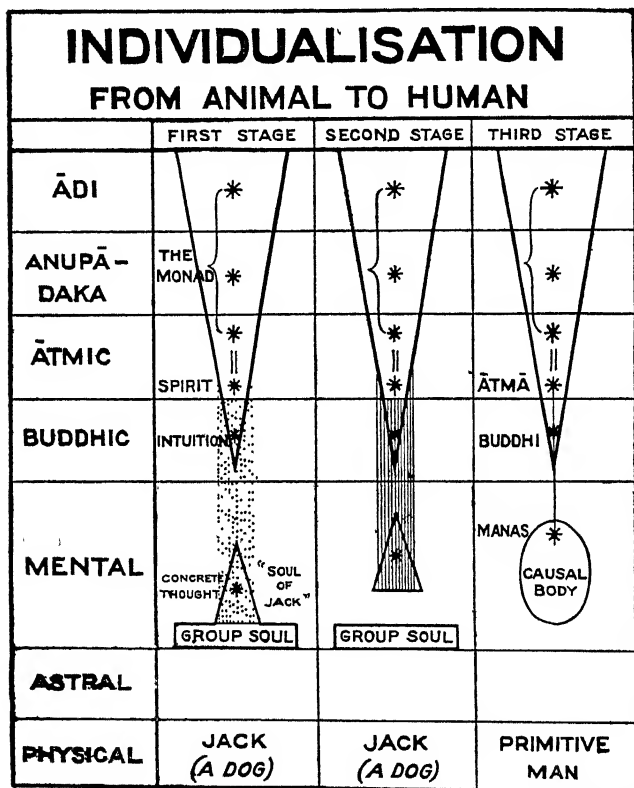 INDIVIDUALISATION
FROM ANIMAL TO HUMAN
FIRST STAGE SECOND STAGE THIRD STAGE
ĀDI
ANUPĀ-
DAKA
THE
MONAD
ĀTMIC
SPIRIT
ĀTMĀ
BUDDHIC
INTUITION
BUDDHI
MENTAL
MANAS
CONCRETE
THOUGHT
"SOUL
OF
JACK"
CAUSAL
BODY
GROUP SOUL
GROUP SOUL
ASTRAL
PHYSICAL
JACK
(A DOG)
JACK
(A DOG)
PRIMITIVE
MAN